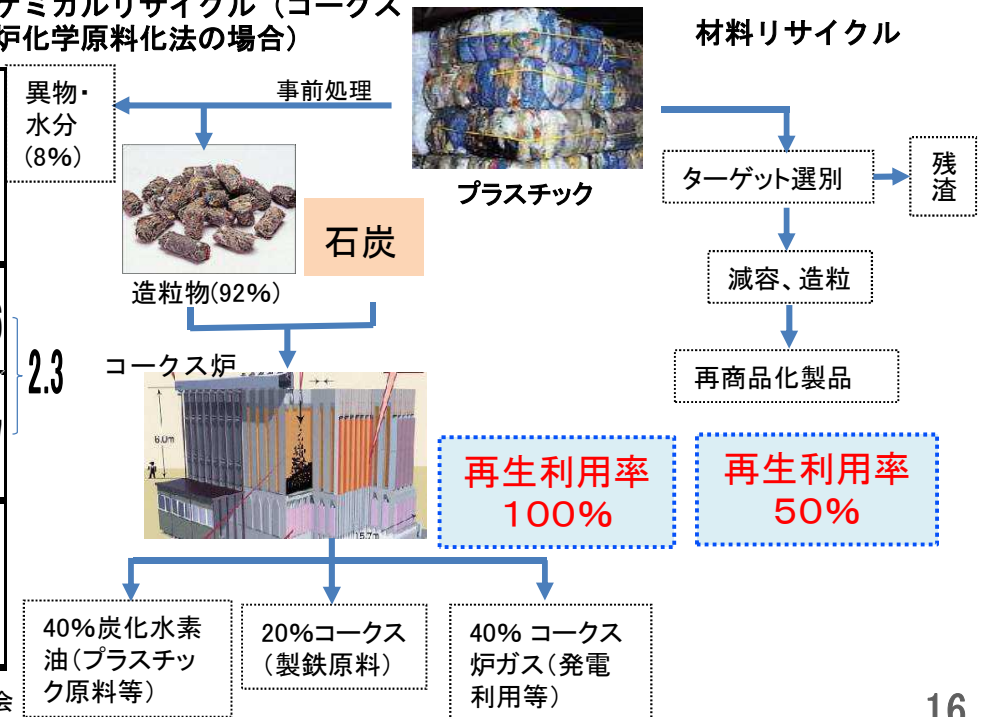 ケミカルリサイクル（コークス
炉化学原料化法の場合）
材料リサイクル
異物・
水分
(8%)
事前処理
プラスチック
ターゲット選別
残
渣
石炭
造粒物(92%)
減容、造粒
2.3
コークス炉
再商品化製品
6.0m
15.7m
再生利用率
100%
再生利用率
50%
40%炭化水素
油(プラスチッ
ク原料等)
20%コークス
(製鉄原料)
40% コークス
炉ガス(発電
利用等)
会
16